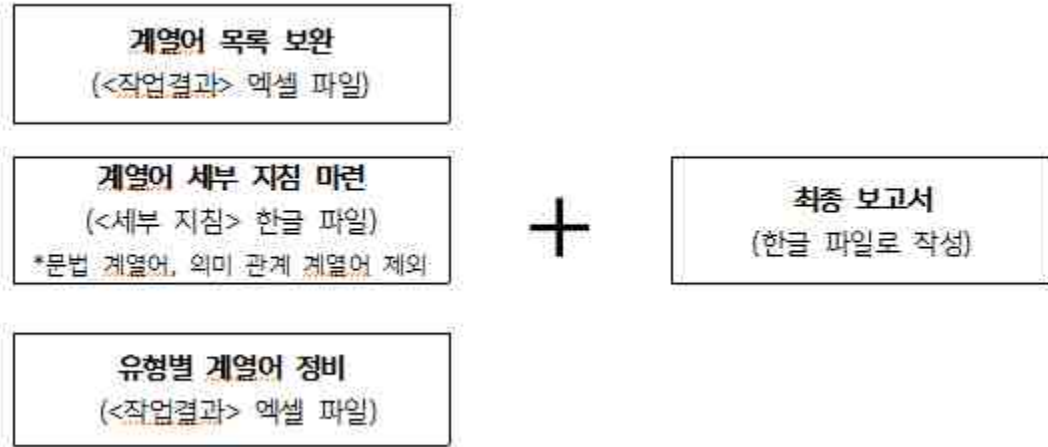 계열어 목록 보완
(<작업결과> 엑셀 파일)
계열어 세부 지침 마련
(<세부 지침> 한글 파일)
*문법 계열어, 의미 관계 계열어 제외
유형별 계열어 정비
(<작업결과> 엑셀 파일)
+
최종 보고서
(한글 파일로 작성)